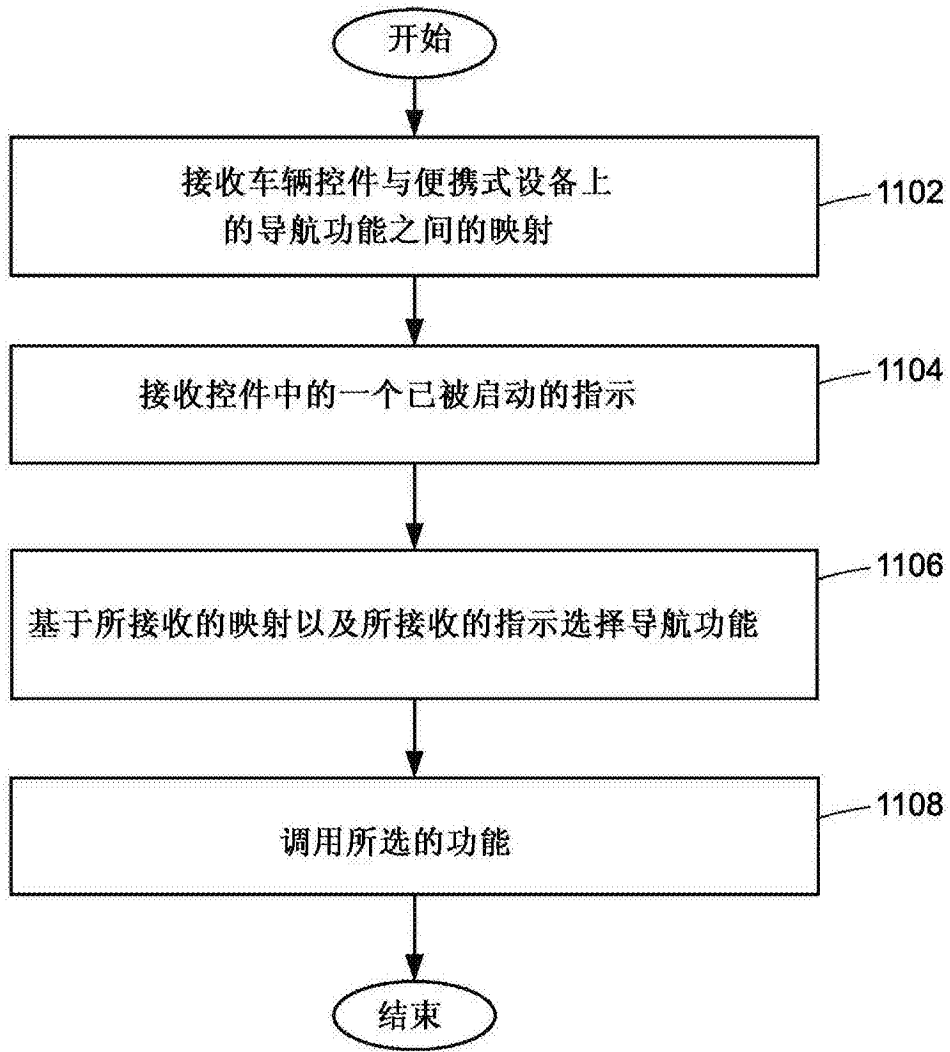 开始
接收车辆控件与便携式设备上
的导航功能之间的映射
1102
接收控件中的一个已被启动的指示
1104
基于所接收的映射以及所接收的指示选择导航功能
1106
调用所选的功能
1108
结束